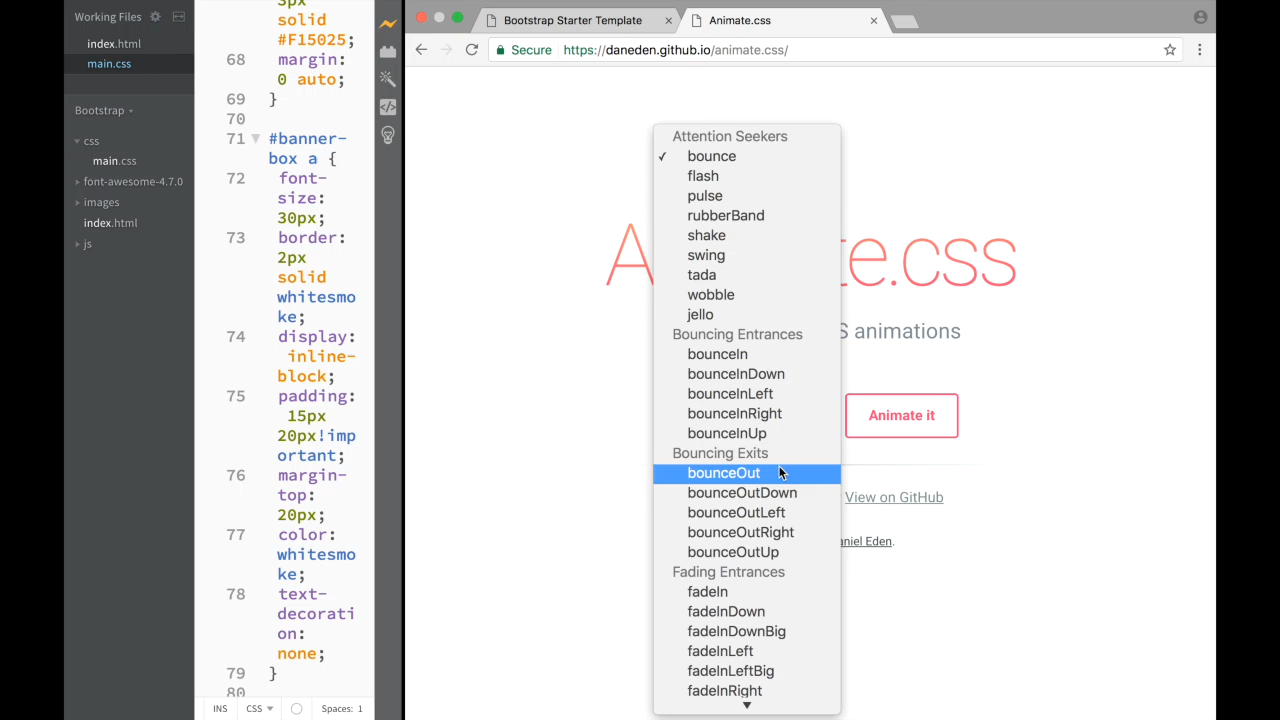 Working Files
index.html
main.css
Bootstrap
css
main.css
font-awesome-4.7.0
images
index.html
js
solid
#F15025;
68 margin:
0 auto;
69 }
70
71 #banner-
box a {
72 font-
size:
30px;
73 border:
2px
solid
whitesmo
ke;
74 display:
inline-
block;
75 padding:
15px
20px!imp
ortant;
76 margin-
top:
20px;
77 color:
whitesmo
ke;
78 text-
decorati
on:
none;
79 }
80
INS CSS Spaces: 1
Bootstrap Starter Template
Animate.css
Secure https://daneden.github.io/animate.css/
A te.css
S animations
Animate it
View on GitHub
aniel Eden.
Attention Seekers
✓ bounce
flash
pulse
rubberBand
shake
swing
tada
wobble
jello
Bouncing Entrances
bounceIn
bounceInDown
bounceInLeft
bounceInRight
bounceInUp
Bouncing Exits
bounceOut
bounceOutDown
bounceOutLeft
bounceOutRight
bounceOutUp
Fading Entrances
fadeIn
fadeInDown
fadeInDownBig
fadeInLeft
fadeInLeftBig
fadeInRight